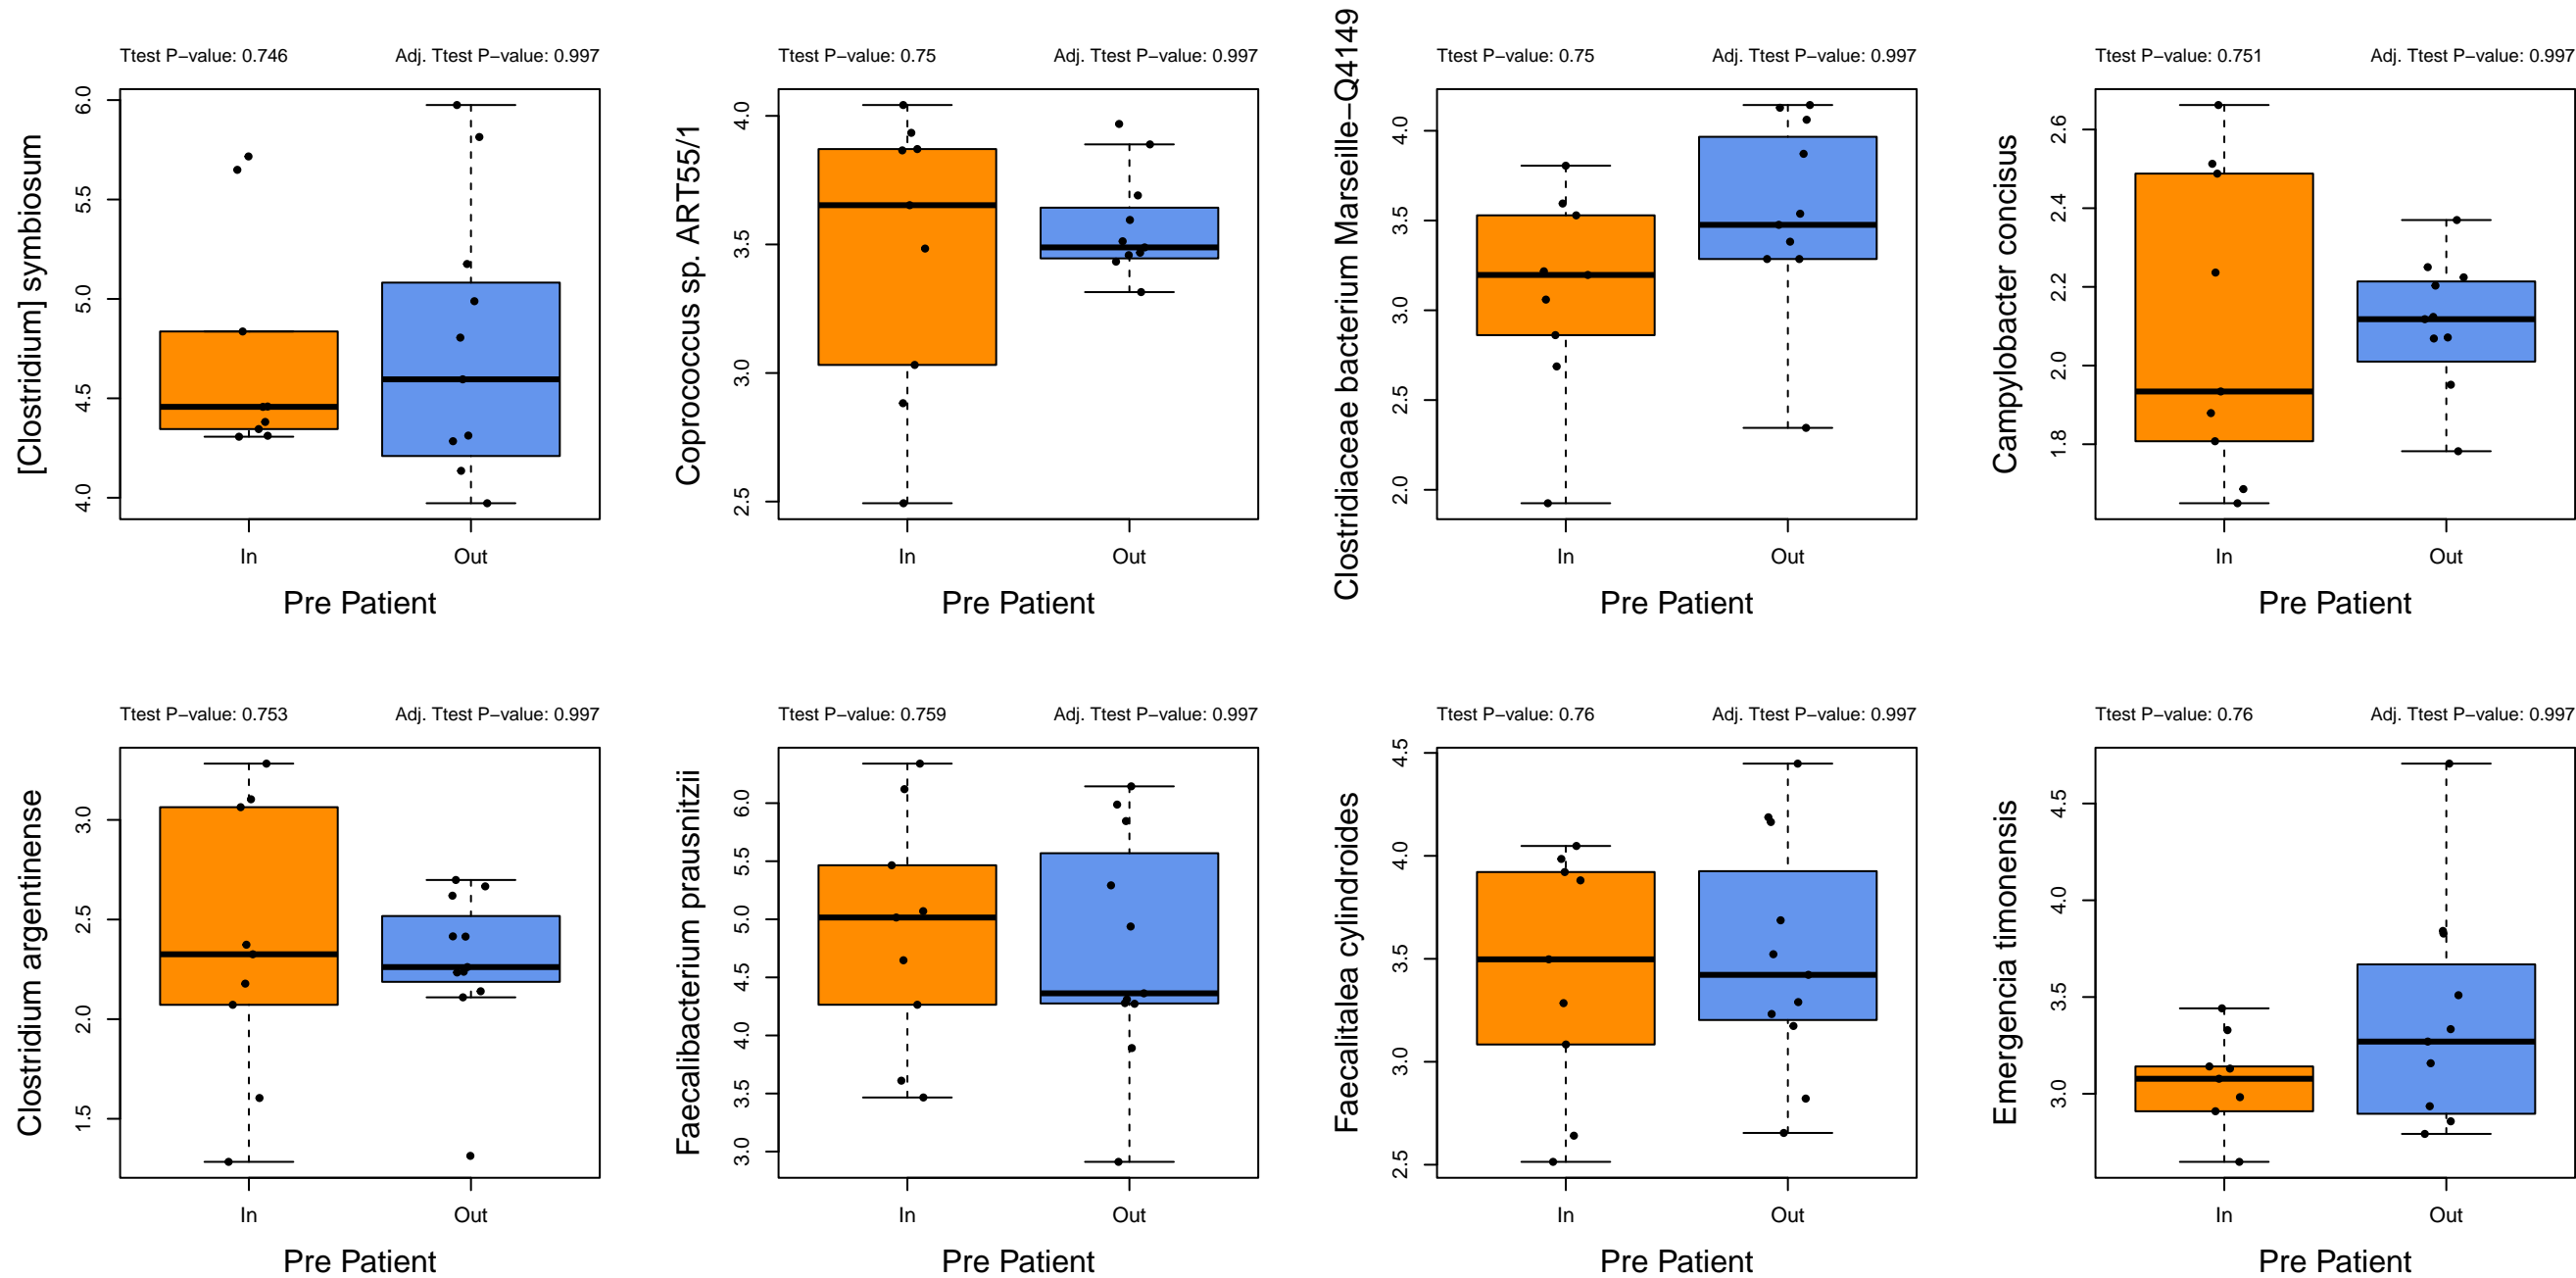 Ttest P−value: 0.746 Adj. Ttest P−value: 0.997
[Clostridium] symbiosum
6.0
5.5
5.0
4.5
4.0
In Out
Pre Patient
Ttest P−value: 0.75 Adj. Ttest P−value: 0.997
Coprococcus sp. ART55/1
4.0
3.5
3.0
2.5
In Out
Pre Patient
Ttest P−value: 0.75 Adj. Ttest P−value: 0.997
Clostridiaceae bacterium Marseille−Q4149
4.0
3.5
3.0
2.5
2.0
In Out
Pre Patient
Ttest P−value: 0.751 Adj. Ttest P−value: 0.997
Campylobacter concisus
2.6
2.4
2.2
2.0
1.8
In Out
Pre Patient
Ttest P−value: 0.753 Adj. Ttest P−value: 0.997
Clostridium argentinense
3.0
2.5
2.0
1.5
In Out
Pre Patient
Ttest P−value: 0.759 Adj. Ttest P−value: 0.997
Faecalibacterium prausnitzii
6.0
5.5
5.0
4.5
4.0
3.5
3.0
In Out
Pre Patient
Ttest P−value: 0.76 Adj. Ttest P−value: 0.997
Faecalitalea cylindroides
4.5
4.0
3.5
3.0
2.5
In Out
Pre Patient
Ttest P−value: 0.76 Adj. Ttest P−value: 0.997
Emergencia timonensis
4.5
4.0
3.5
3.0
In Out
Pre Patient